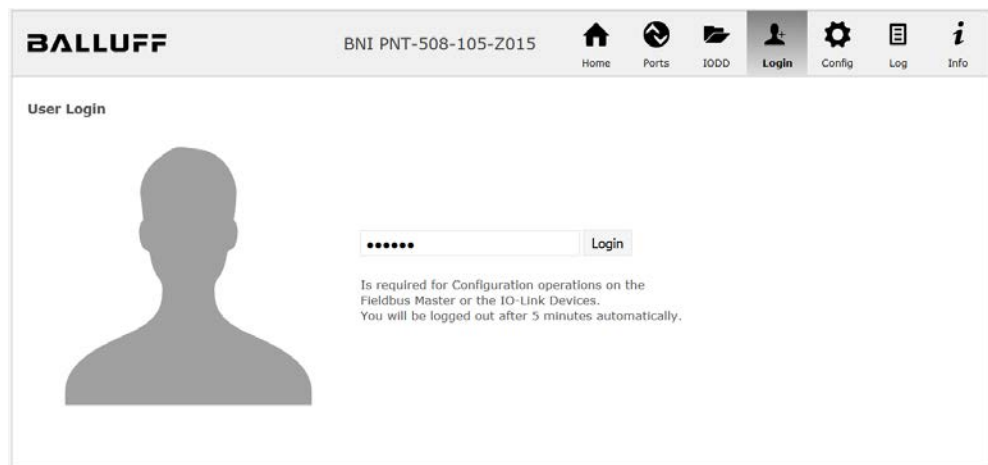 BALLUFF
BNI PNT-508-105-Z015
Home
Ports
IODD
Login
Config
Log
Info
User Login
●●●●●● Login
Is required for Configuration operations on the
Fieldbus Master or the IO-Link Devices.
You will be logged out after 5 minutes automatically.